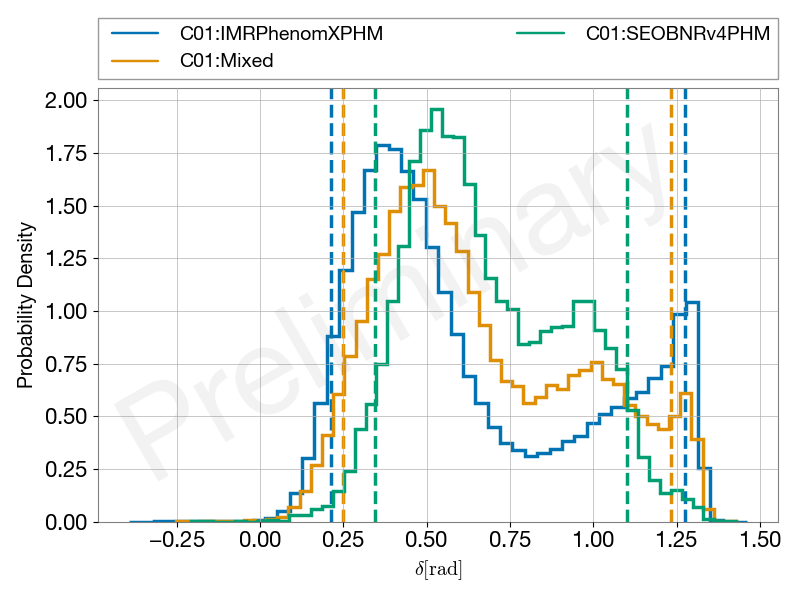 C01:IMRPhenomXPHM
C01:Mixed
C01:SEOBNRv4PHM
Preliminary
Probability Density
2.00
1.75
1.50
1.25
1.00
0.75
0.50
0.25
0.00
−0.25 0.00 0.25 0.50 0.75 1.00 1.25 1.50
δ[rad]